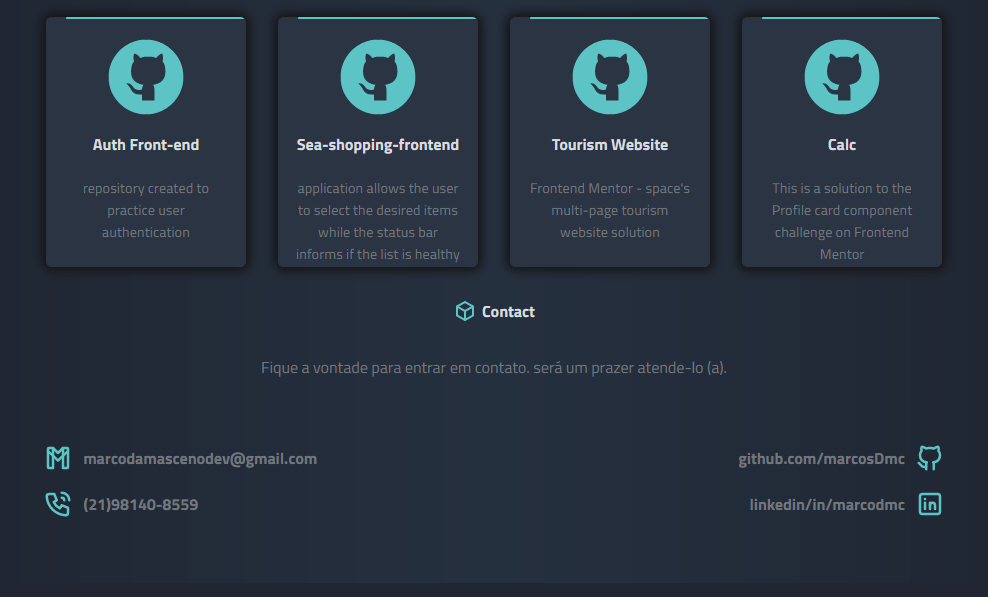 Auth Front-end
repository created to
practice user
authentication
Sea-shopping-frontend
application allows the user
to select the desired items
while the status bar
informs if the list is healthy
Tourism Website
Frontend Mentor - space's
multi-page tourism
website solution
Calc
This is a solution to the
Profile card component
challenge on Frontend
Mentor
Contact
Fique a vontade para entrar em contato. será um prazer atende-lo (a).
marcodamascenodev@gmail.com
(21)98140-8559
github.com/marcosDmc
linkedin/in/marcodmc